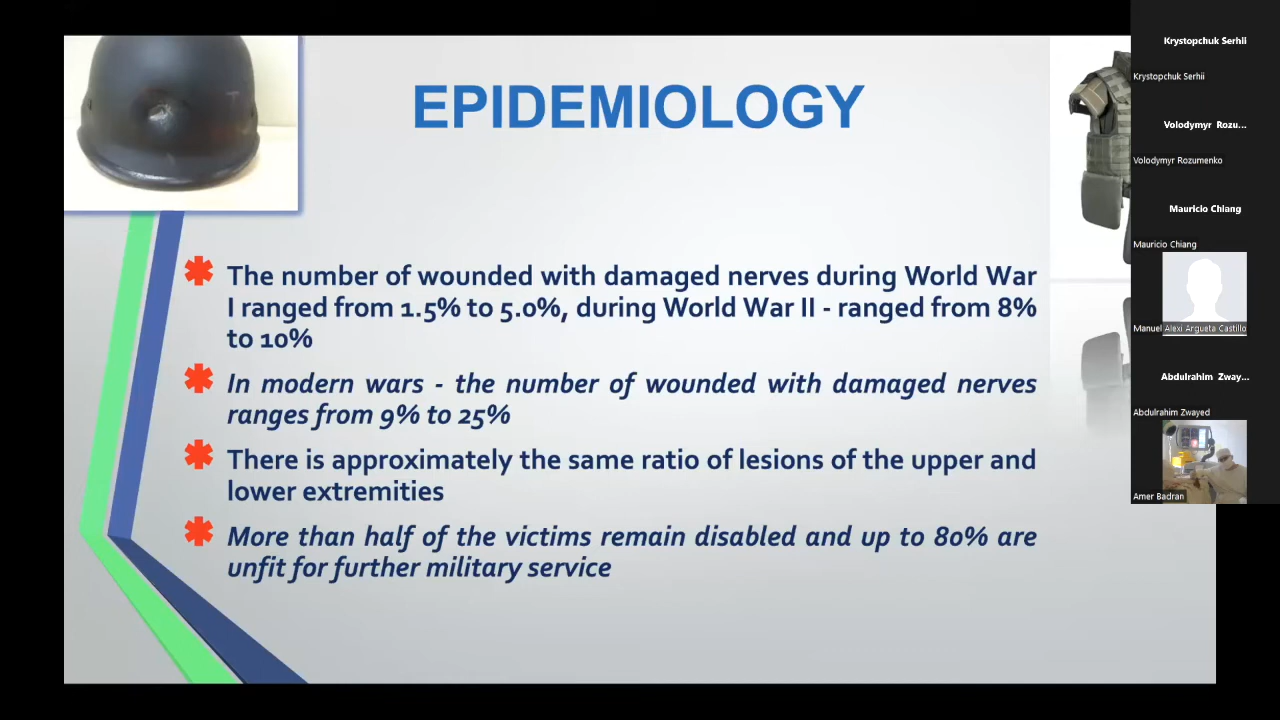 EPIDEMIOLOGY
The number of wounded with damaged nerves during World War
I ranged from 1.5% to 5.0%, during World War II - ranged from 8%
to 10%
In modern wars - the number of wounded with damaged nerves
ranges from 9% to 25%
There is approximately the same ratio of lesions of the upper and
lower extremities
More than half of the victims remain disabled and up to 80% are
unfit for further military service
Krystopchuk Serhii
Krystopchuk Serhii
Volodymyr Rozu...
Volodymyr Rozumenko
Mauricio Chiang
Mauricio Chiang
Manuel Alexi Argueta Castillo
Abdulrahim Zway...
Abdulrahim Zwayed
Amer Badran